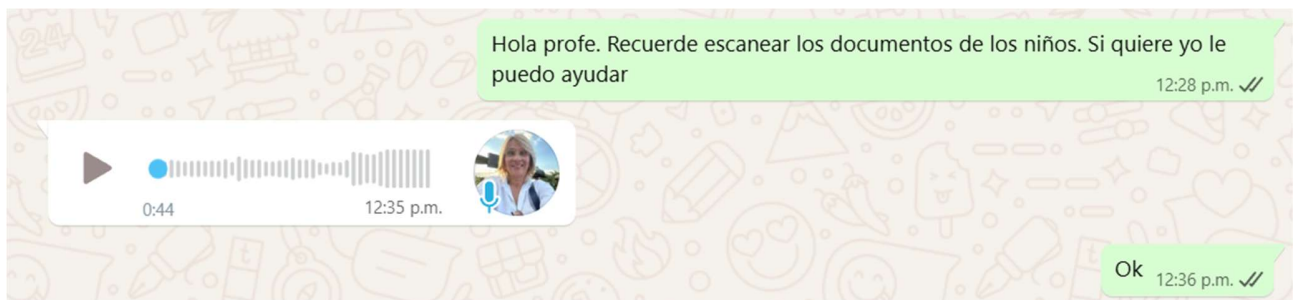 Hola profe. Recuerde escanear los documentos de los niños. Si quiere yo le
puedo ayudar
12:28 p.m.
0:44
12:35 p.m.
Ok
12:36 p.m.